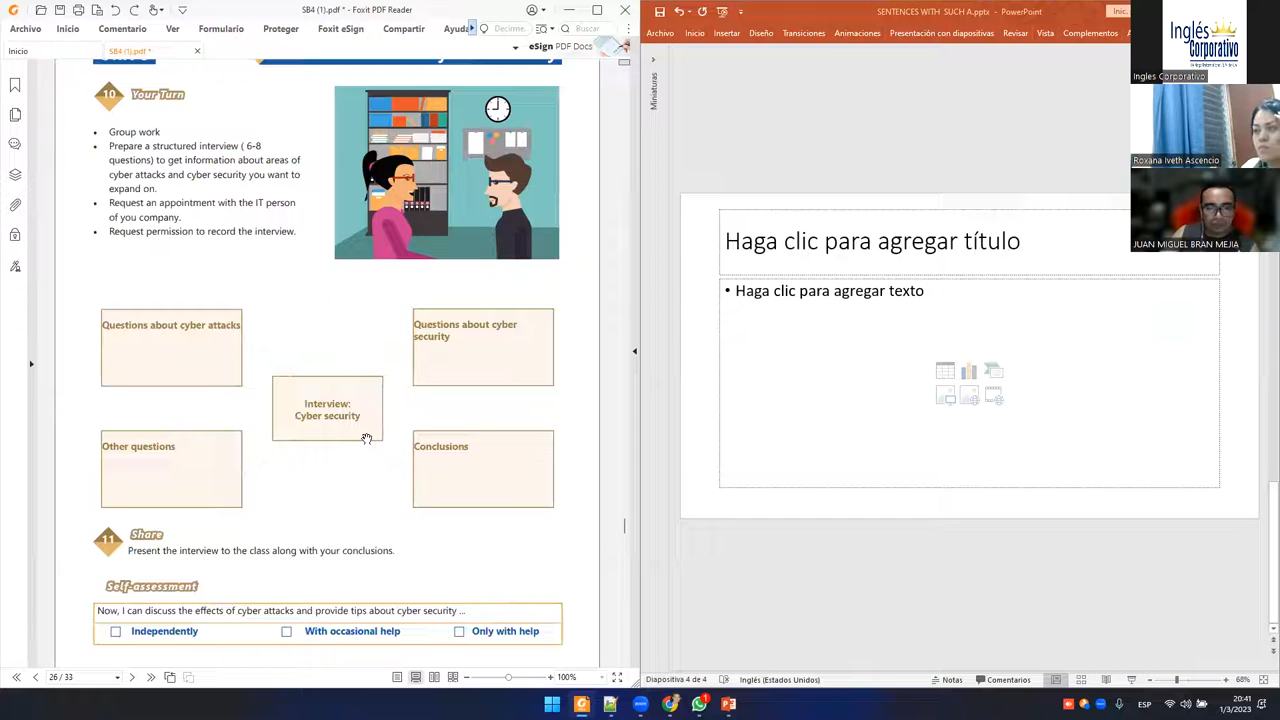 SB4 (1).pdf * - Foxit PDF Reader
Archivo Inicio Comentario Ver Formulario Proteger Foxit eSign Compartir Ayuda Decirme. Buscar
Inicio SB4 (1).pdf * eSign PDF Docs
10 Your Turn
• Group work
• Prepare a structured interview ( 6-8
questions) to get information about areas of
cyber attacks and cyber security you want to
expand on.
• Request an appointment with the IT person
of you company.
• Request permission to record the interview.
Questions about cyber attacks
Questions about cyber
security
Interview:
Cyber security
Other questions
Conclusions
11 Share
Present the interview to the class along with your conclusions.
Self-assessment
Now, I can discuss the effects of cyber attacks and provide tips about cyber security ...
Independently With occasional help Only with help
26 / 33 100%
SENTENCES WITH SUCH A.pptx - PowerPoint Inic.
Archivo Inicio Insertar Diseño Transiciones Animaciones Presentación con diapositivas Revisar Vista Complementos
Miniaturas
Haga clic para agregar título
• Haga clic para agregar texto
Diapositiva 4 de 4 Inglés (Estados Unidos) Notas Comentarios 68%
Inglés
Corporativo
Ingles Corporativo
Roxana Iveth Ascencio
JUAN MIGUEL BRAN MEJIA
1
ESP 20:41
1/3/2023